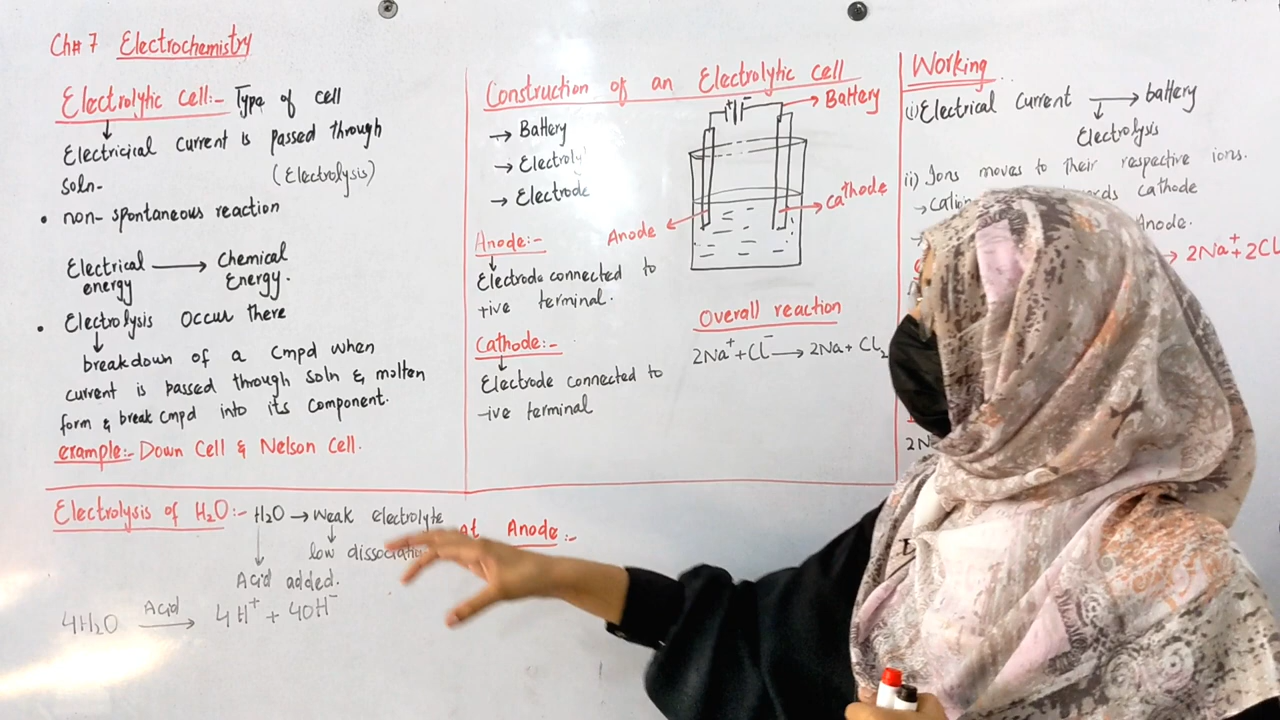 Ch# 7 Electrochemistry
Electrolytic Cell:- Type of cell
Electricical current is passed through
soln-
(Electrolysis)
• non-spontaneous reaction
Electrical energy → Chemical Energy.
• Electrolysis occur there
breakdown of a Cmpd when
current is passed through soln & molten
form & break cmpd into its component.
example:- Down Cell & Nelson Cell.
Construction of an Electrolytic cell
→ Battery
→ Electroly
→ Electrode
+ -
Battery
Cathode
Anode
Anode:-
Electrode connected to
+ive terminal.
Cathode:-
Electrode connected to
-ive terminal
Overall reaction
2Na⁺ + Cl⁻ → 2Na + Cl₂
Working
(i) Electrical Current → battery
Electrolysis
ii) Ions moves to their respective ions.
→ Cation
rds cathode
Anode.
→ 2Na⁺ + 2Cl
2N
Electrolysis of H₂O:- H₂O → Weak electrolyte
low dissociation
Acid added.
4H₂O Acid → 4H⁺ + 4OH⁻
at Anode:-